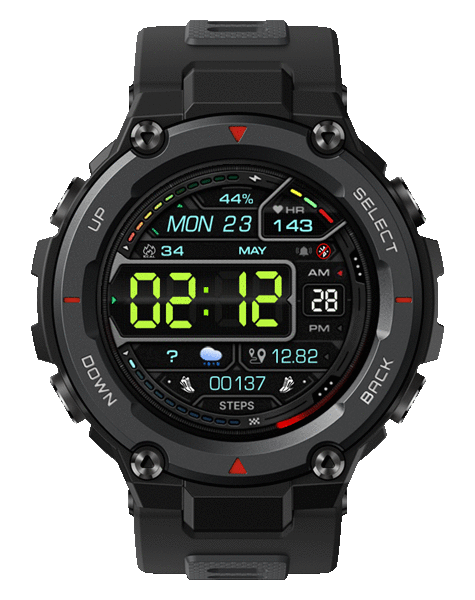 UP
SELECT
44%
MON 23
HR
143
34
MAY
02:12
AM
28
PM
?
12.82
00137
STEPS
DOWN
BACK